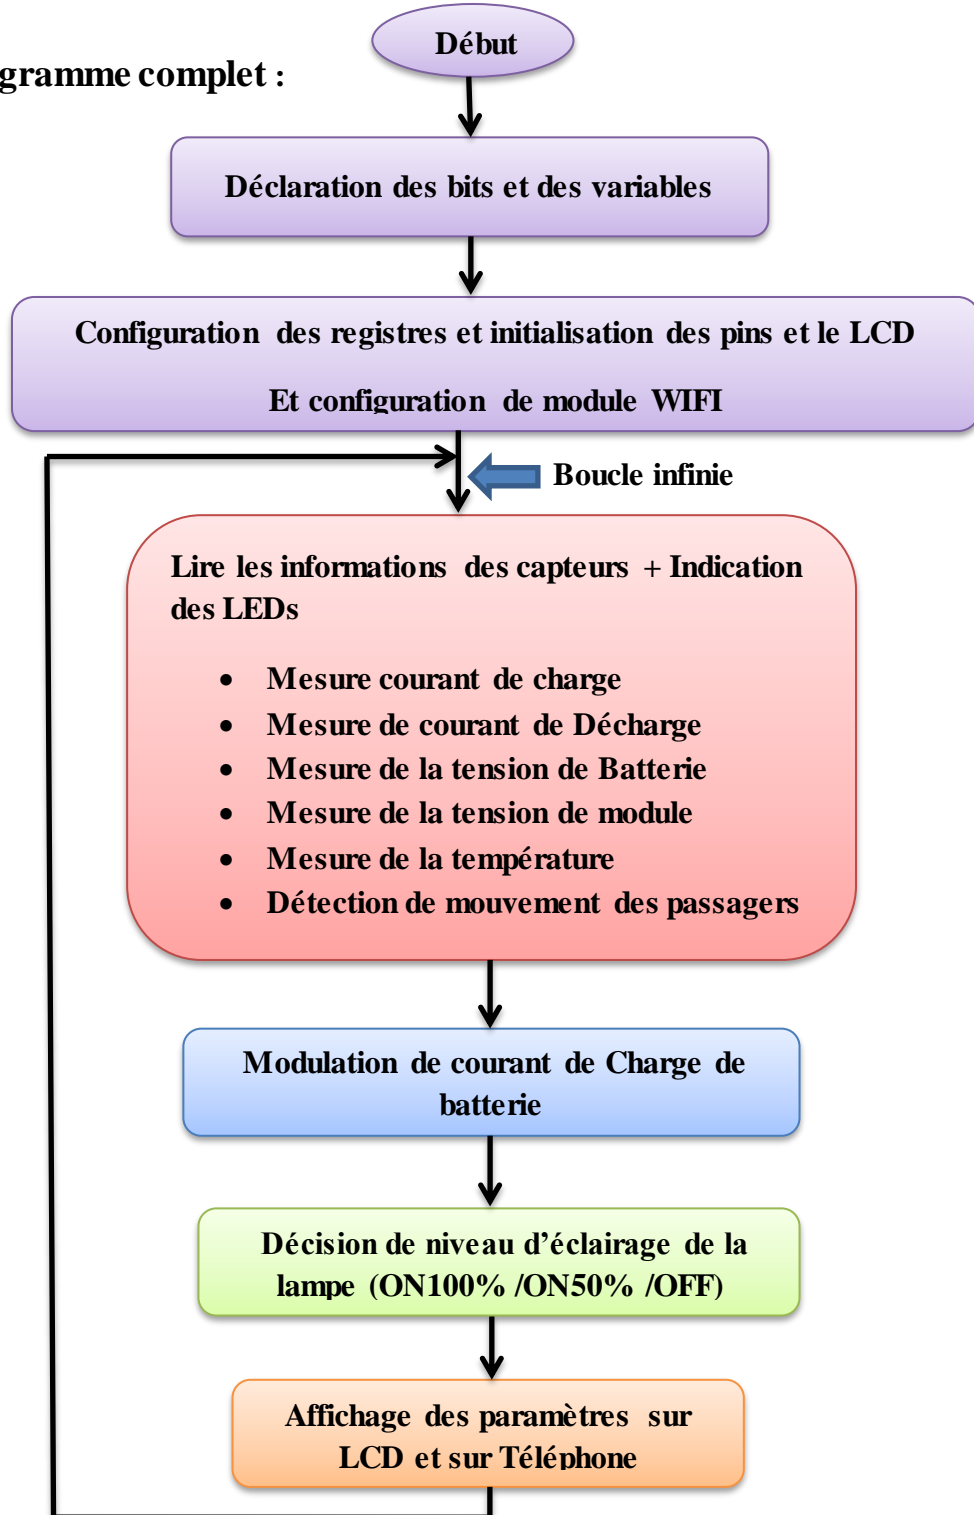 Début
gramme complet :
Déclaration des bits et des variables
Configuration des registres et initialisation des pins et le LCD
Et configuration de module WIFI
Boucle infinie
Lire les informations des capteurs + Indication
des LEDs
• Mesure courant de charge
• Mesure de courant de Décharge
• Mesure de la tension de Batterie
• Mesure de la tension de module
• Mesure de la température
• Détection de mouvement des passagers
Modulation de courant de Charge de
batterie
Décision de niveau d’éclairage de la
lampe (ON100% /ON50% /OFF)
Affichage des paramètres sur
LCD et sur Téléphone